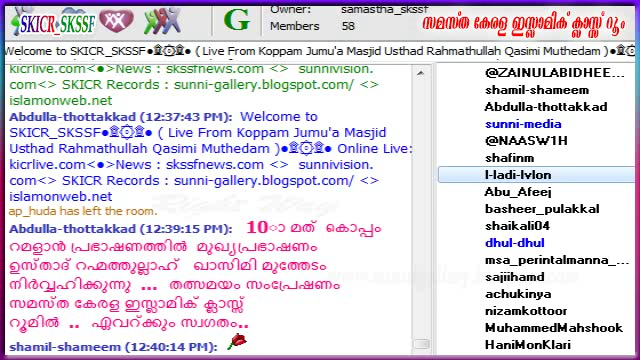 SKICR_SKSSF
G
Owner: samastha_skssf
Members 58
സമസ്ത കേരള ഇസ്ലാമിക് ക്ലാസ്സ് റൂം
Welcome to SKICR_SKSSF●۩۞۩● ( Live From Koppam Jumu'a Masjid Usthad Rahmathullah Qasimi Muthedam )●۩۞۩●
kicrlive.com<●>News : skssfnews.com <> sunnivision.
com<> SKICR Records : sunni-gallery.blogspot.com/ <>
islamonweb.net
Abdulla-thottakkad (12:37:43 PM): Welcome to
SKICR_SKSSF●۩۞۩● ( Live From Koppam Jumu'a Masjid
Usthad Rahmathullah Qasimi Muthedam )●۩۞۩● Online Live:
kicrlive.com<●>News : skssfnews.com <> sunnivision.
com<> SKICR Records : sunni-gallery.blogspot.com/ <>
islamonweb.net
ap_huda has left the room.
Abdulla-thottakkad (12:39:15 PM): 10ാ മത് കൊപ്പം
റമളാൻ പ്രഭാഷണത്തിൽ മുഖ്യപ്രഭാഷണം
ഉസ്താദ് റഹ്മത്തുല്ലാഹ് ഖാസിമി മുത്തേടം
നിർവ്വഹിക്കുന്നു ... തത്സമയം സംപ്രേഷണം
സമസ്ത കേരള ഇസ്ലാമിക് ക്ലാസ്സ്
റൂമിൽ .. ഏവർക്കും സ്വഗതം..
shamil-shameem (12:40:14 PM):
@ZAINULABIDHEE...
shamil-shameem
Abdulla-thottakkad
sunni-media
@NAASW1H
shafinm
I-ladi-lvlon
Abu_Afeej
basheer_pulakkal
shaikali04
dhul-dhul
msa_perintalmanna_...
sajiihamd
achukinya
nizamkottoor
MuhammedMahshook
HaniMonKlari